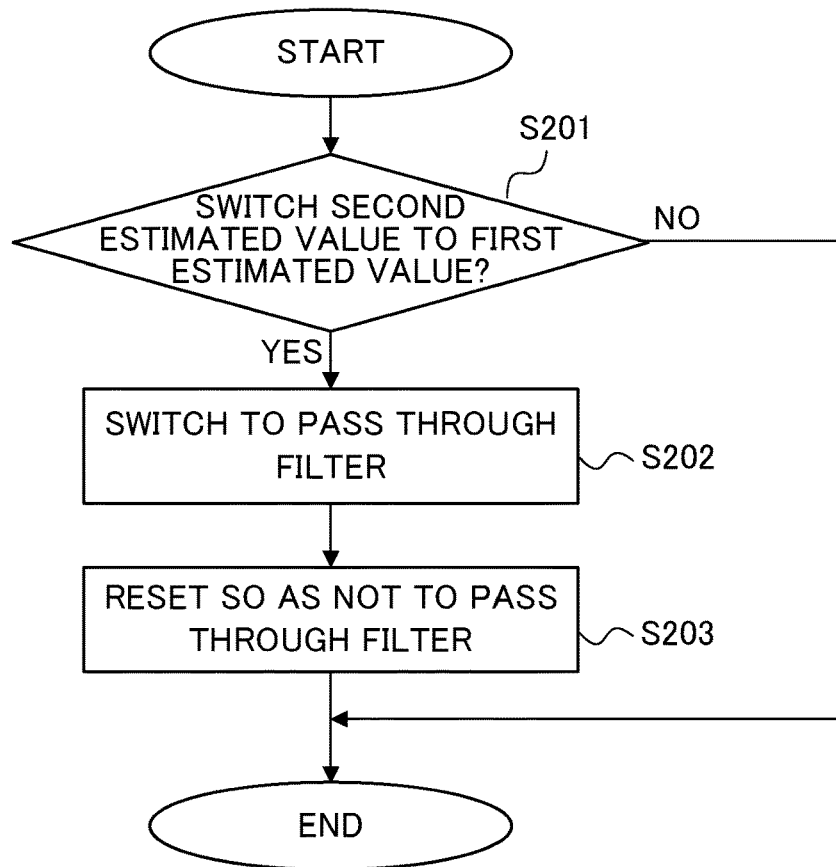 START
S201
SWITCH SECOND
ESTIMATED VALUE TO FIRST
ESTIMATED VALUE?
NO
YES
SWITCH TO PASS THROUGH
FILTER
S202
RESET SO AS NOT TO PASS
THROUGH FILTER
S203
END